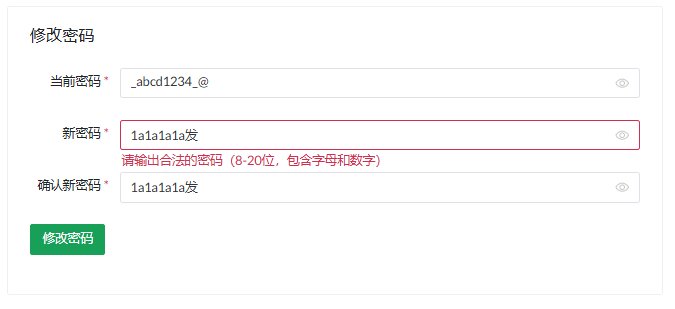 修改密码
当前密码 * _abcd1234_@
新密码 * 1a1a1a1a发
请输出合法的密码（8-20位，包含字母和数字）
确认新密码 * 1a1a1a1a发
修改密码